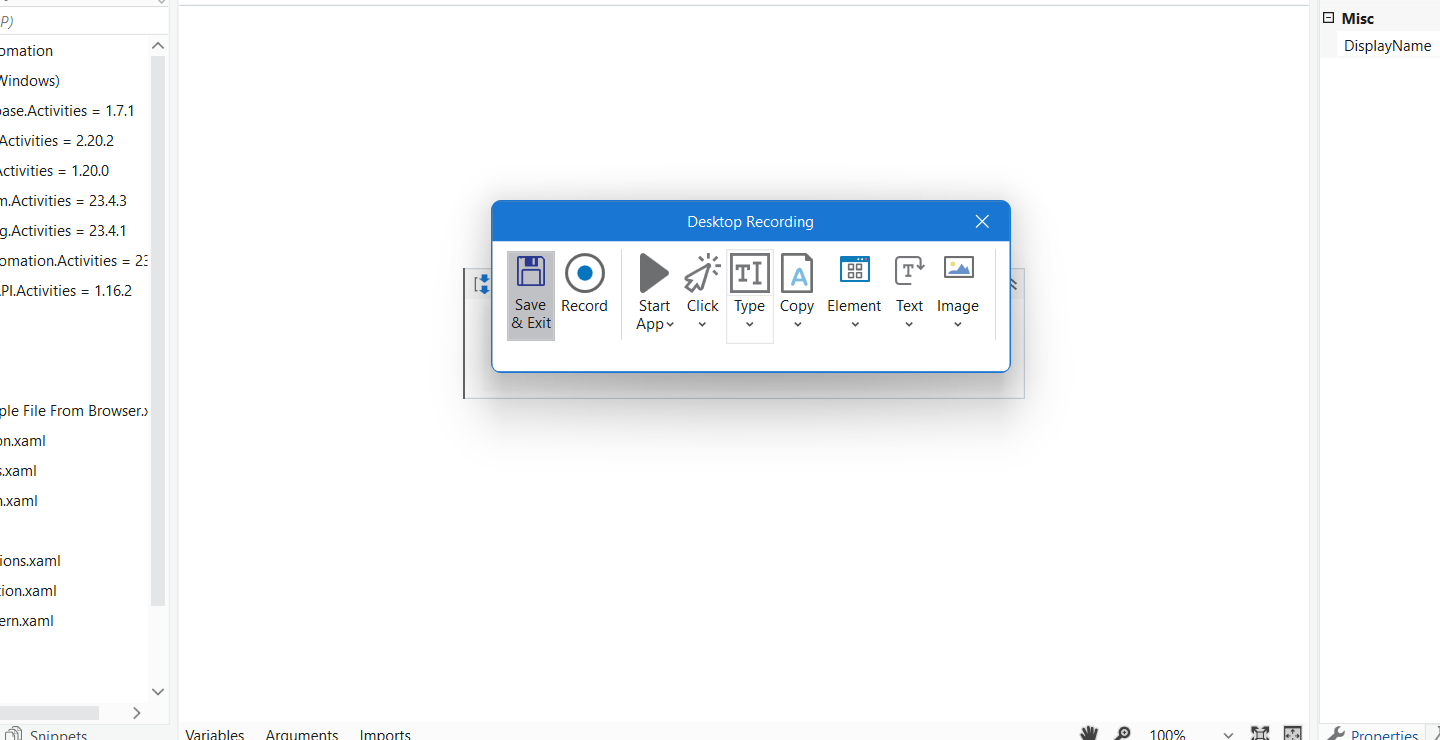 P)
omation
Windows)
base.Activities = 1.7.1
Activities = 2.20.2
Activities = 1.20.0
m.Activities = 23.4.3
g.Activities = 23.4.1
omation.Activities = 23
PI.Activities = 1.16.2
ple File From Browser.x
on.xaml
s.xaml
n.xaml
ions.xaml
tion.xaml
ern.xaml
Snippets
Desktop Recording
Save
& Exit
Record
Start
App
Click
Type
Copy
Element
Text
Image
Variables
Arguments
Imports
100%
Misc
DisplayName
Properties